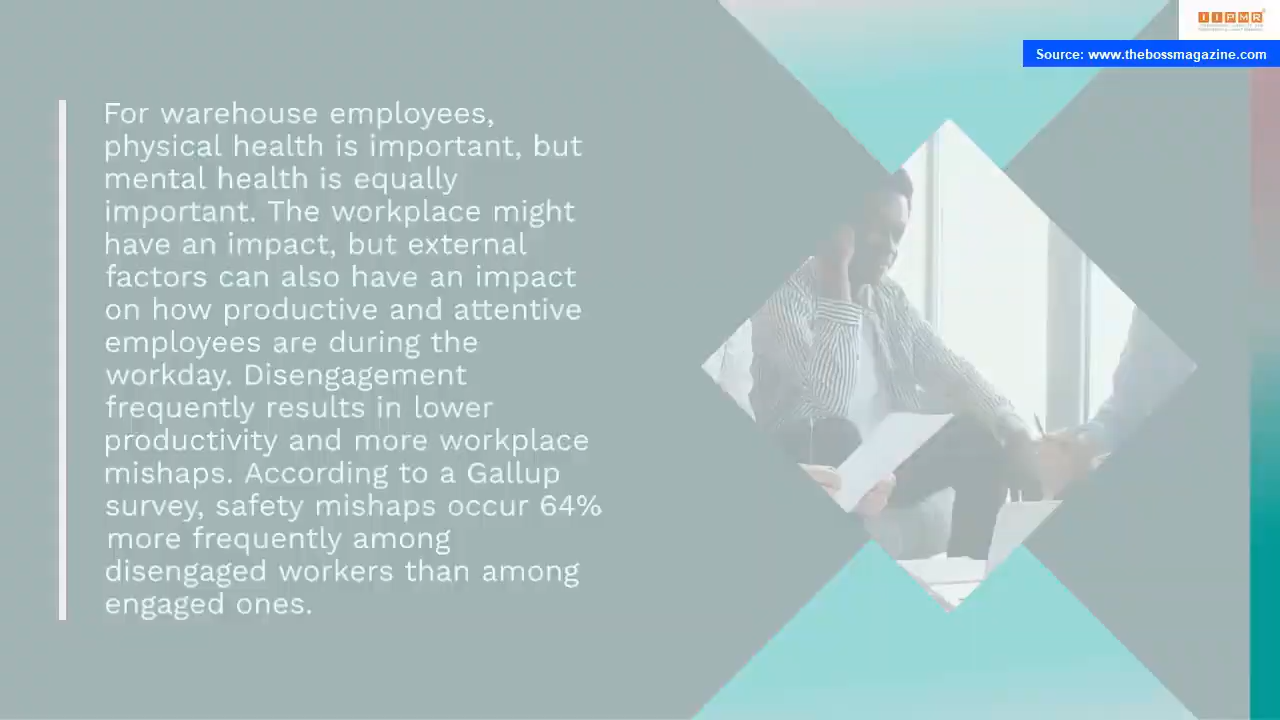 IIPMR
Source: www.thebossmagazine.com
For warehouse employees,
physical health is important, but
mental health is equally
important. The workplace might
have an impact, but external
factors can also have an impact
on how productive and attentive
employees are during the
workday. Disengagement
frequently results in lower
productivity and more workplace
mishaps. According to a Gallup
survey, safety mishaps occur 64%
more frequently among
disengaged workers than among
engaged ones.